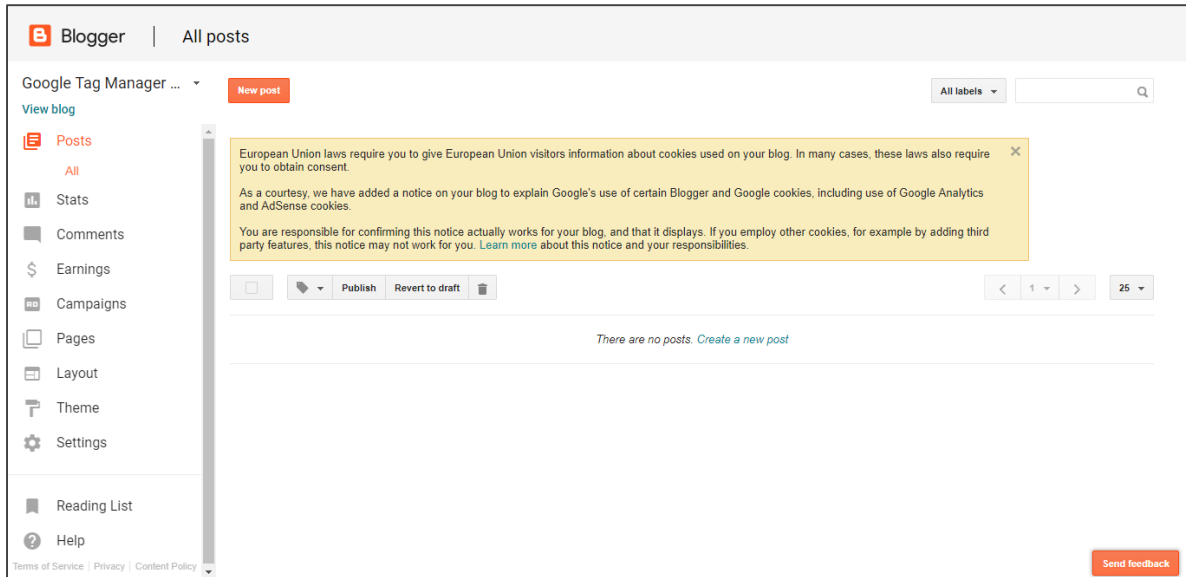 Blogger | All posts
Google Tag Manager ...
View blog
New post
All labels
Posts
All
Stats
Comments
Earnings
Campaigns
Pages
Layout
Theme
Settings
Reading List
Help
Terms of Service | Privacy | Content Policy
European Union laws require you to give European Union visitors information about cookies used on your blog. In many cases, these laws also require
you to obtain consent.
As a courtesy, we have added a notice on your blog to explain Google's use of certain Blogger and Google cookies, including use of Google Analytics
and AdSense cookies.
You are responsible for confirming this notice actually works for your blog, and that it displays. If you employ other cookies, for example by adding third
party features, this notice may not work for you. Learn more about this notice and your responsibilities.
Publish
Revert to draft
1
25
There are no posts. Create a new post
Send feedback